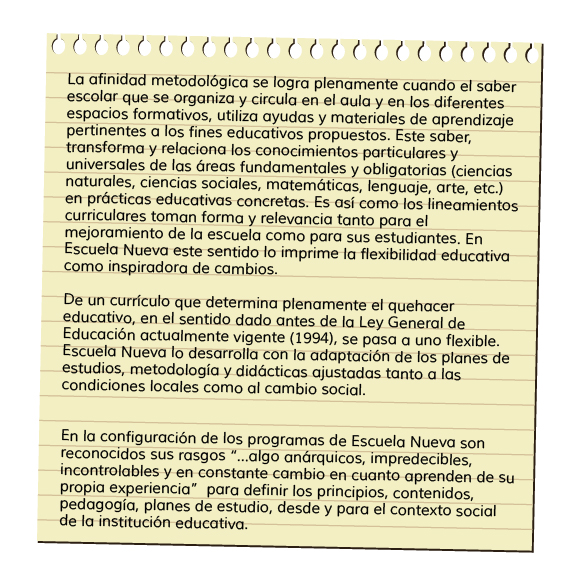 La afinidad metodológica se logra plenamente cuando el saber
escolar que se organiza y circula en el aula y en los diferentes
espacios formativos, utiliza ayudas y materiales de aprendizaje
pertinentes a los fines educativos propuestos. Este saber,
transforma y relaciona los conocimientos particulares y
universales de las áreas fundamentales y obligatorias (ciencias
naturales, ciencias sociales, matemáticas, lenguaje, arte, etc.)
en prácticas educativas concretas. Es así como los lineamientos
curriculares toman forma y relevancia tanto para el
mejoramiento de la escuela como para sus estudiantes. En
Escuela Nueva este sentido lo imprime la flexibilidad educativa
como inspiradora de cambios.

De un currículo que determina plenamente el quehacer
educativo, en el sentido dado antes de la Ley General de
Educación actualmente vigente (1994), se pasa a uno flexible.
Escuela Nueva lo desarrolla con la adaptación de los planes de
estudios, metodología y didácticas ajustadas tanto a las
condiciones locales como al cambio social.

En la configuración de los programas de Escuela Nueva son
reconocidos sus rasgos “...algo anárquicos, impredecibles,
incontrolables y en constante cambio en cuanto aprenden de su
propia experiencia” para definir los principios, contenidos,
pedagogía, planes de estudio, desde y para el contexto social
de la institución educativa.